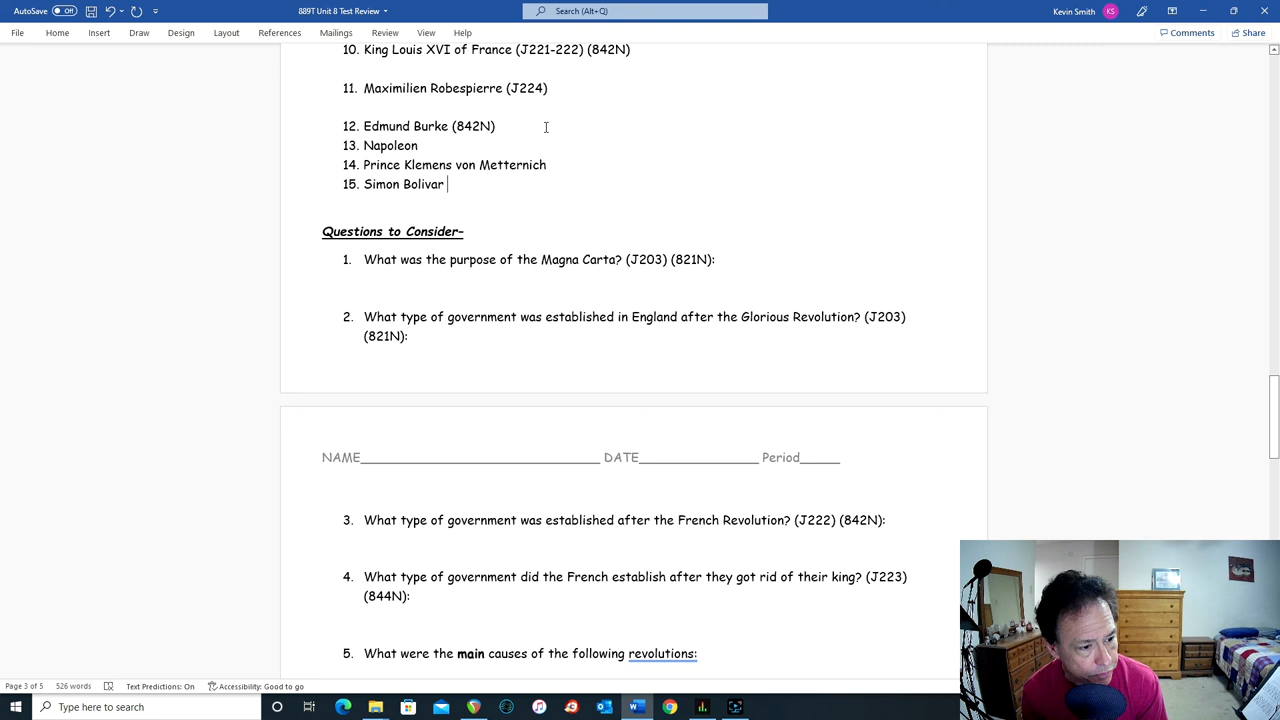 AutoSave Off
889T Unit 8 Test Review
Search (Alt+Q)
Kevin Smith
KS
File Home Insert Draw Design Layout References Mailings Review View Help
Comments Share
10. King Louis XVI of France (J221-222) (842N)
11. Maximilien Robespierre (J224)
12. Edmund Burke (842N)
13. Napoleon
14. Prince Klemens von Metternich
15. Simon Bolivar
Questions to Consider-
1. What was the purpose of the Magna Carta? (J203) (821N):
2. What type of government was established in England after the Glorious Revolution? (J203)
(821N):
NAME______________________________ DATE_______________ Period_____
3. What type of government was established after the French Revolution? (J222) (842N):
4. What type of government did the French establish after they got rid of their king? (J223)
(844N):
5. What were the main causes of the following revolutions:
Page 3 of 5 526 words Text Predictions: On Accessibility: Good to go
Type here to search